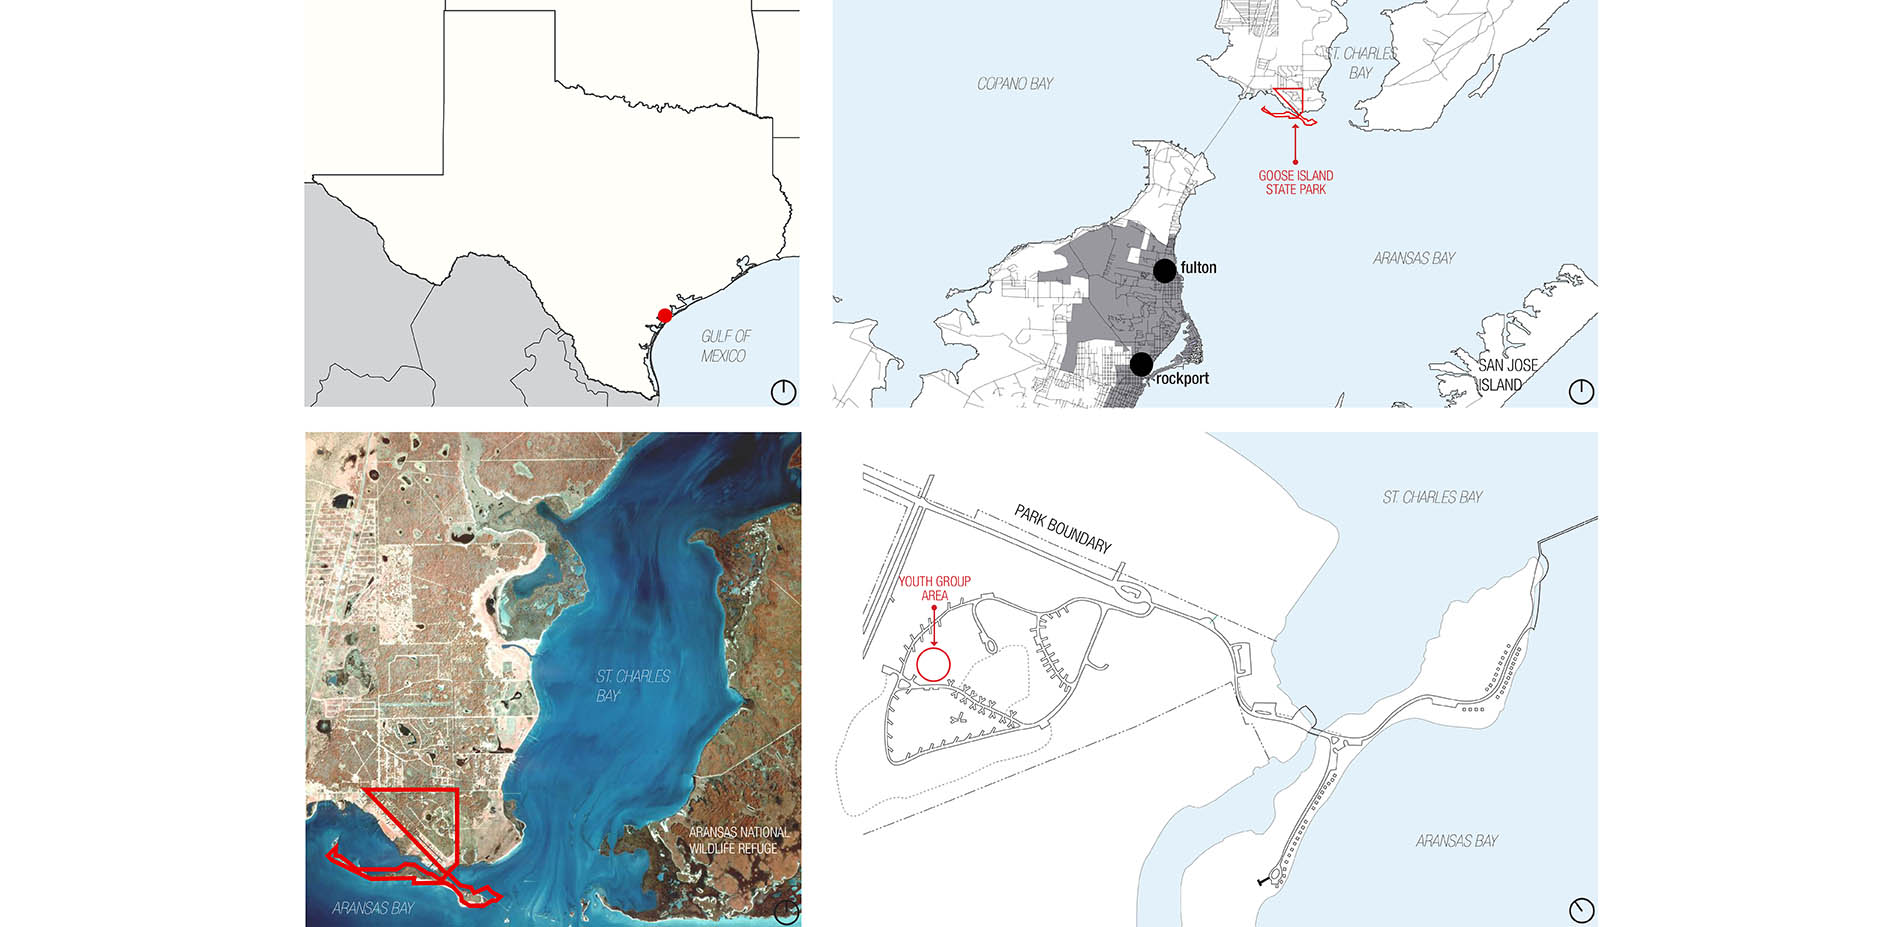 GULF OF
MEXICO
COPANO BAY
ST. CHARLES
BAY
GOOSE ISLAND
STATE PARK
ARANSAS BAY
fulton
rockport
SAN JOSE
ISLAND
ST. CHARLES
BAY
ARANSAS NATIONAL
WILDLIFE REFUGE
ARANSAS BAY
PARK BOUNDARY
ST. CHARLES BAY
YOUTH GROUP
AREA
ARANSAS BAY